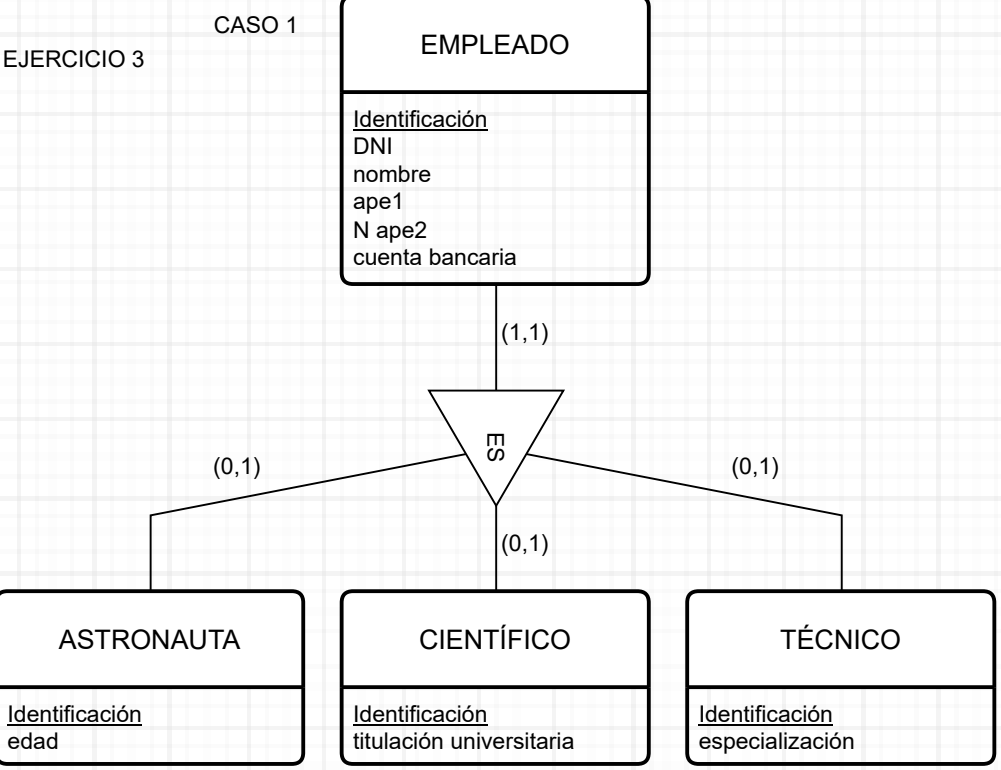 CASO 1
EJERCICIO 3
EMPLEADO
Identificación
DNI
nombre
ape1
N ape2
cuenta bancaria
(1,1)
ES
(0,1)
(0,1)
(0,1)
ASTRONAUTA
Identificación
edad
CIENTÍFICO
Identificación
titulación universitaria
TÉCNICO
Identificación
especialización